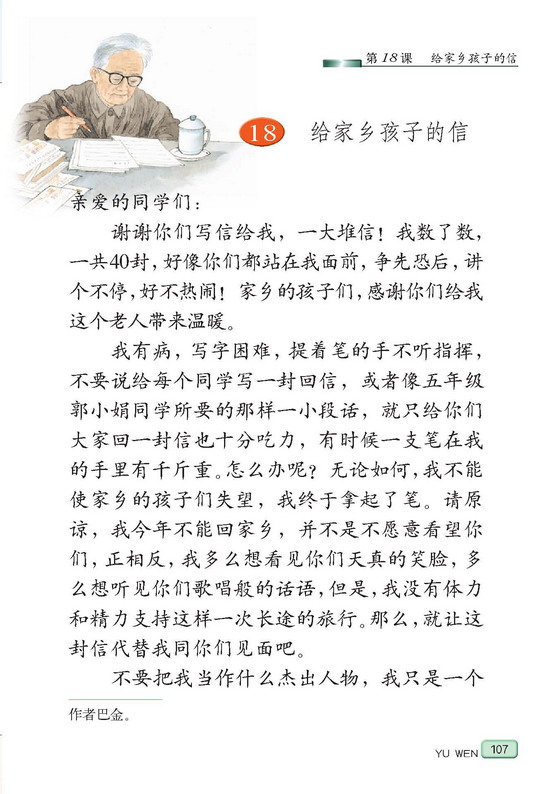 第18课 给家乡孩子的信
18 给家乡孩子的信
亲爱的同学们：
谢谢你们写信给我，一大堆信！我数了数，
一共40封，好像你们都站在我面前，争先恐后，讲
个不停，好不热闹！家乡的孩子们，感谢你们给我
这个老人带来温暖。
我有病，写字困难，提着笔的手不听指挥，
不要说给每个同学写一封回信，或者像五年级
郭小娟同学所要的那样一小段话，就只给你们
大家回一封信也十分吃力，有时候一支笔在我
的手里有千斤重。怎么办呢？无论如何，我不能
使家乡的孩子们失望，我终于拿起了笔。请原
谅，我今年不能回家乡，并不是不愿意看望你
们，正相反，我多么想看见你们天真的笑脸，多
么想听见你们歌唱般的话语，但是，我没有体力
和精力支持这样一次长途的旅行。那么，就让这
封信代替我同你们见面吧。
不要把我当作什么杰出人物，我只是一个
作者巴金。
YU WEN 107